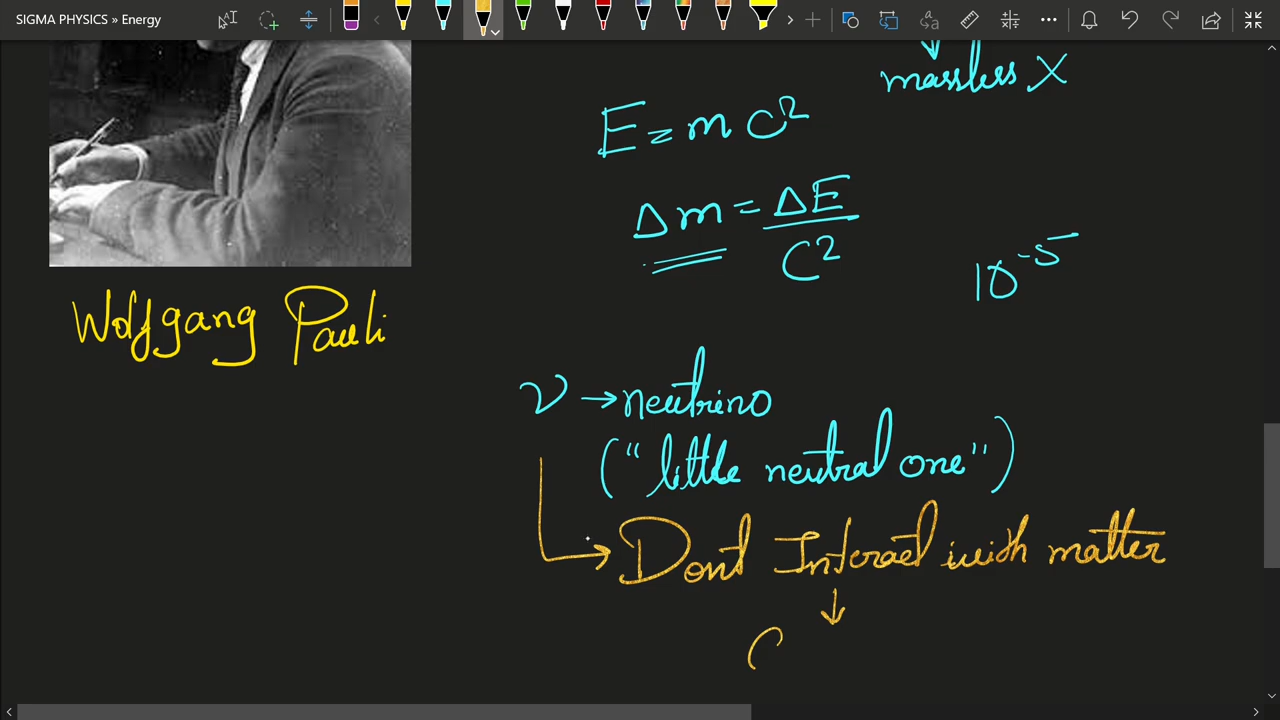 SIGMA PHYSICS » Energy
massless X
E = mC²
Δm = ΔE / C²
10⁻⁵
Wolfgang Pauli
ν → neutrino
("little neutral one")
→ Dont Interact with matter
↓
C